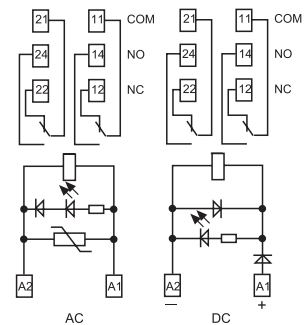 21 11 COM 21 11 COM
24 14 NO 24 14 NO
22 12 NC 22 12 NC
A2 A1 A2 A1
— +
AC DC